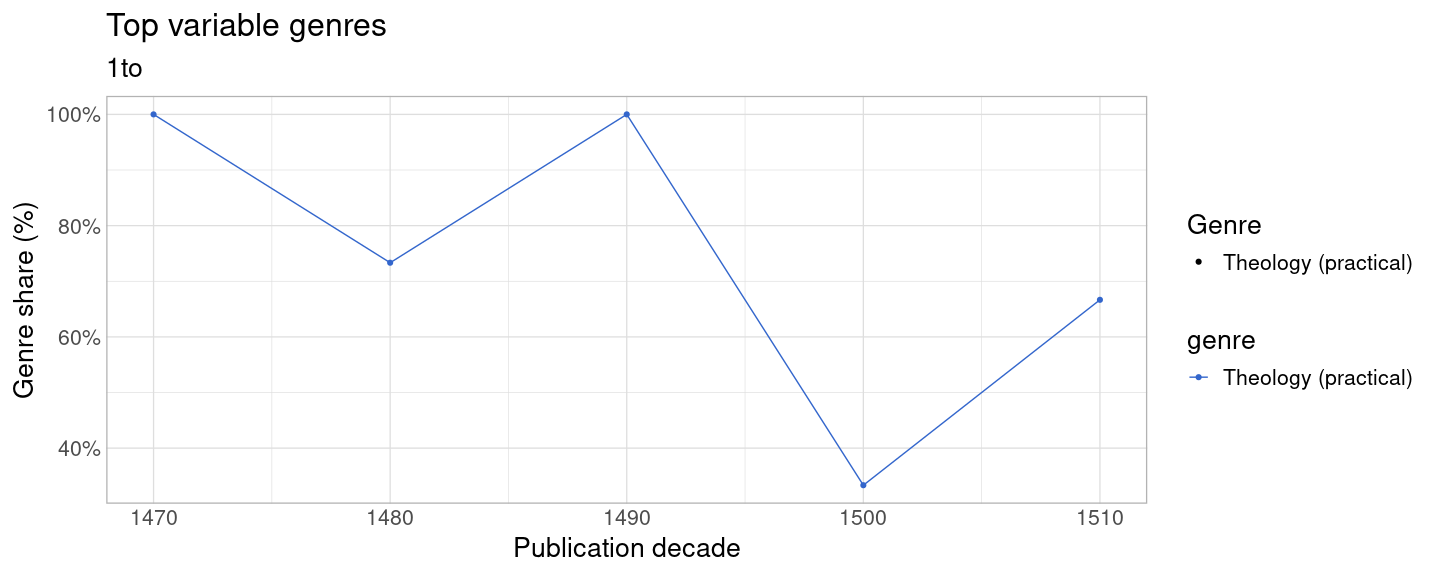 Top variable genres
1to
100%
80%
60%
40%
Genre share (%)
1470 1480 1490 1500 1510
Publication decade
Genre
Theology (practical)
genre
Theology (practical)